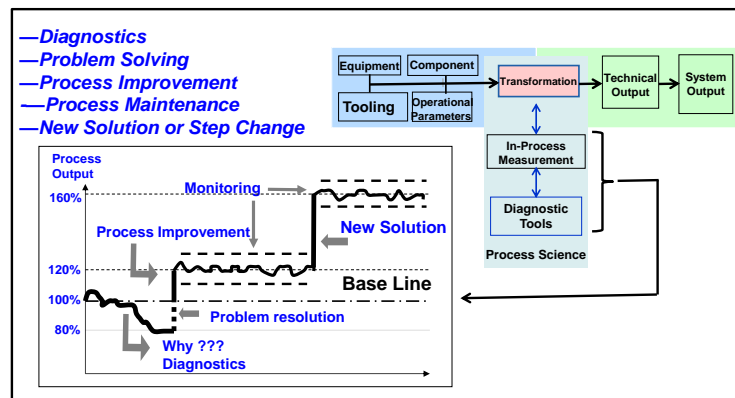 —Diagnostics
—Problem Solving
—Process Improvement
—Process Maintenance
—New Solution or Step Change
Equipment
Component
Tooling
Operational
Parameters
Transformation
Technical
Output
System
Output
In-Process
Measurement
Diagnostic
Tools
Process Science
Process
Output
160%
120%
100%
80%
Monitoring
Process Improvement
New Solution
Base Line
Problem resolution
Why ???
Diagnostics